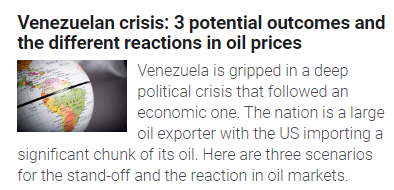 Venezuelan crisis: 3 potential outcomes and
the different reactions in oil prices
Venezuela is gripped in a deep
political crisis that followed an
economic one. The nation is a large
oil exporter with the US importing a
significant chunk of its oil. Here are three scenarios
for the stand-off and the reaction in oil markets.